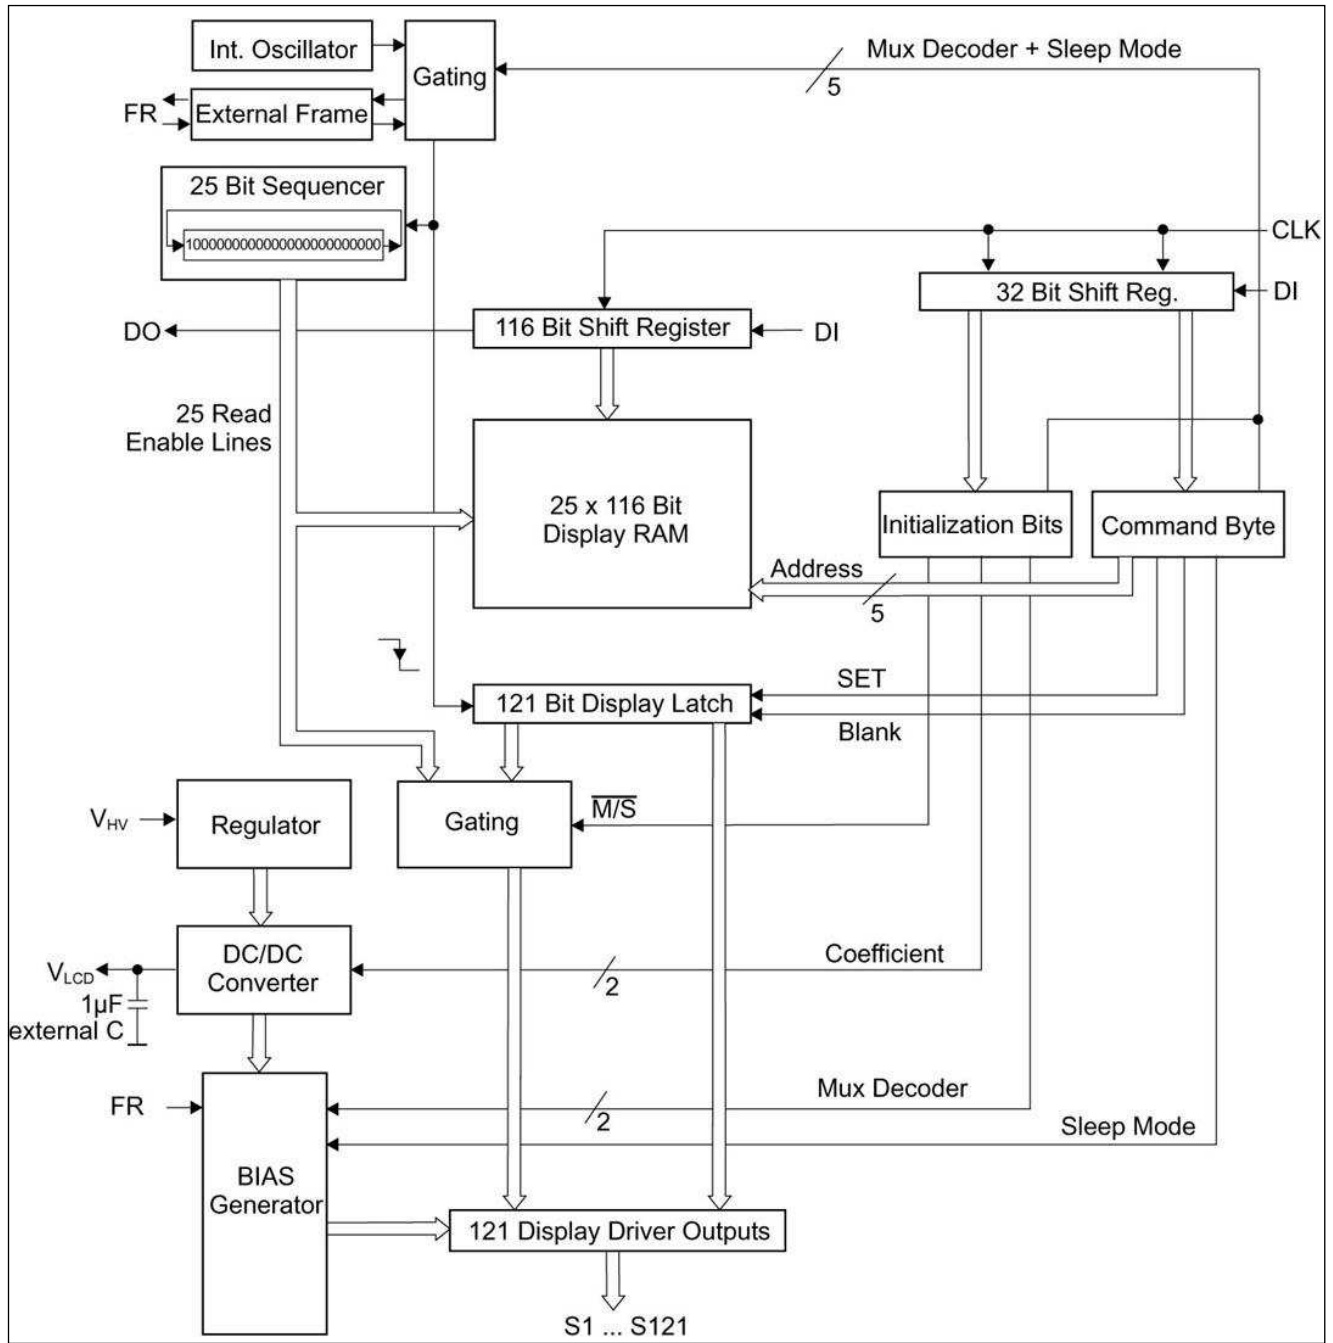 Int. Oscillator
Gating
Mux Decoder + Sleep Mode
5
FR
External Frame
25 Bit Sequencer
1000000000000000000000000
CLK
32 Bit Shift Reg.
DI
DO
116 Bit Shift Register
DI
25 Read
Enable Lines
25 x 116 Bit
Display RAM
Initialization Bits
Command Byte
Address
5
SET
121 Bit Display Latch
Blank
VHV
Regulator
Gating
M/S
DC/DC
Converter
VLCD
1µF
external C
Coefficient
2
FR
Mux Decoder
2
Sleep Mode
BIAS
Generator
121 Display Driver Outputs
S1 ... S121